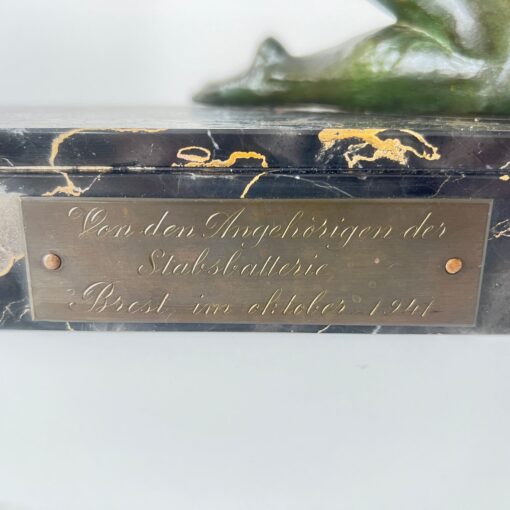 Von den Angehörigen der
Stabsbatterie
Brest, im oktober 1941